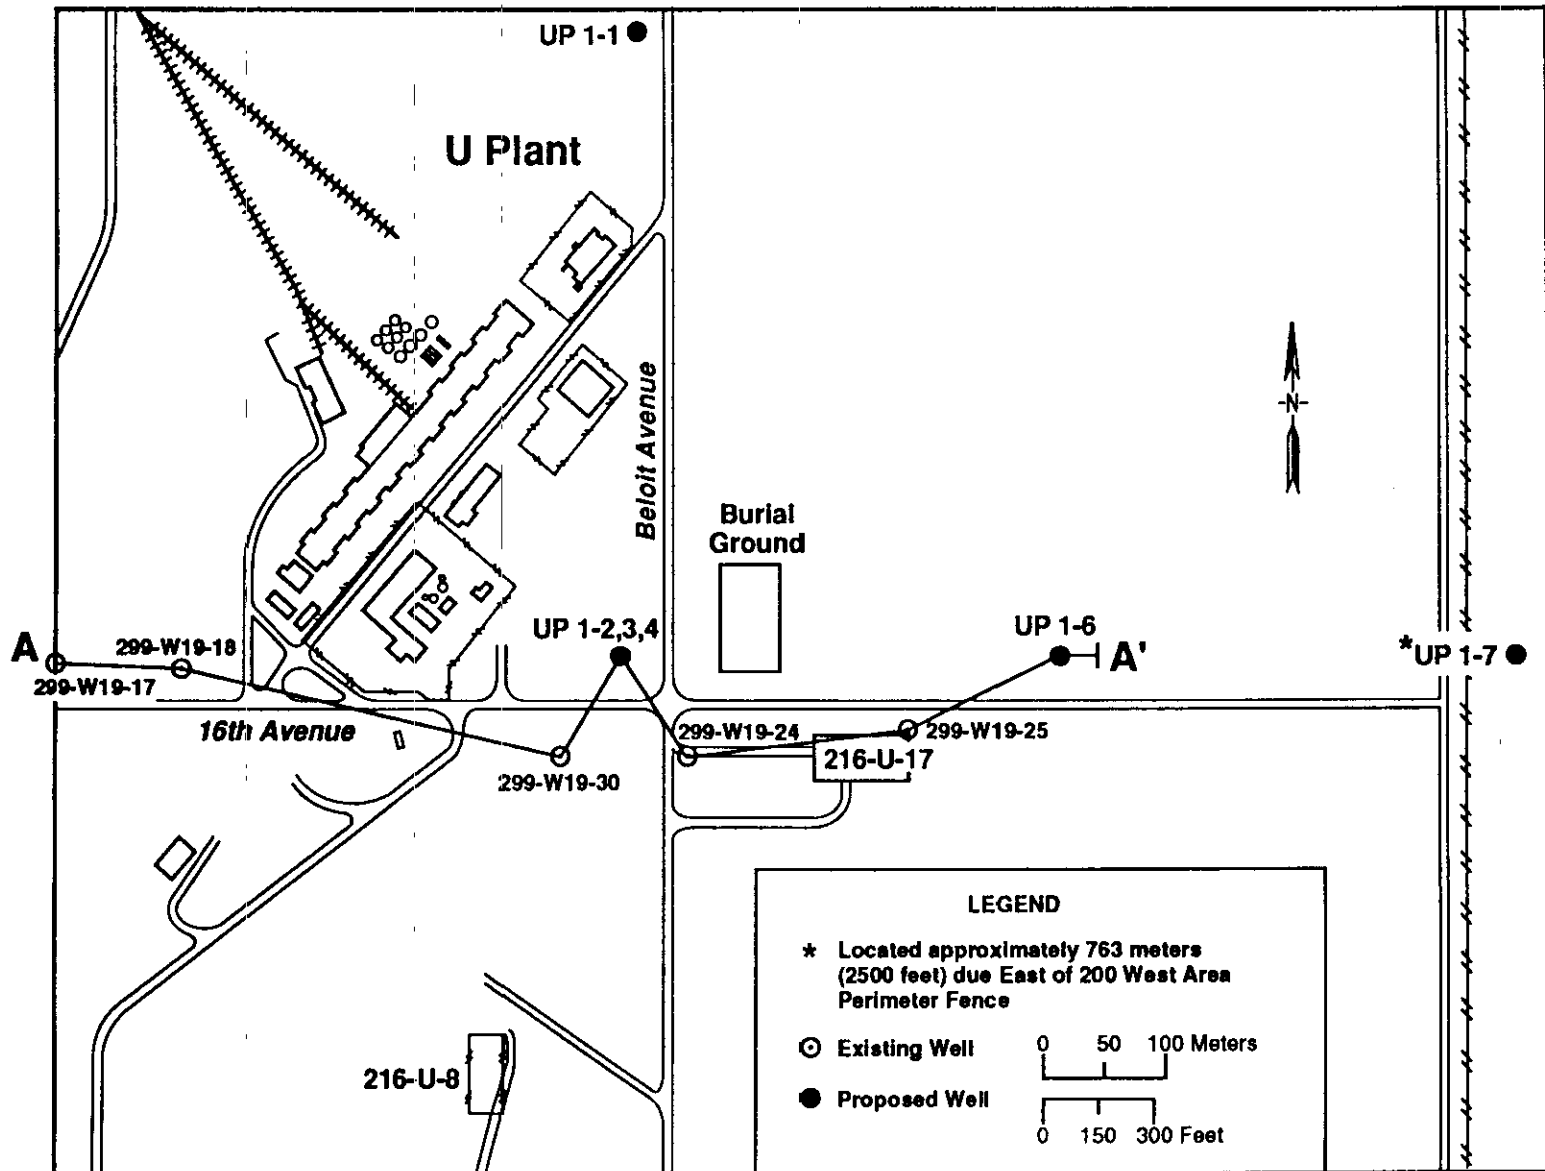 UP 1-1
U Plant
Beloit Avenue
-N-
Burial
Ground
UP 1-2,3,4
UP 1-6
A
299-W19-18
A'
*UP 1-7
299-W19-17
16th Avenue
299-W19-24
299-W19-25
216-U-17
299-W19-30
LEGEND
* Located approximately 763 meters
(2500 feet) due East of 200 West Area
Perimeter Fence
Existing Well
0 50 100 Meters
Proposed Well
0 150 300 Feet
216-U-8